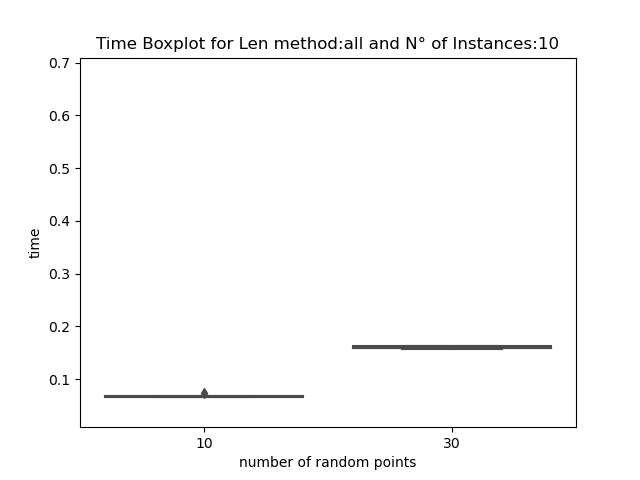 Time Boxplot for Len method:all and N° of Instances:10
0.7
0.6
0.5
0.4
0.3
0.2
0.1
time
10 30
number of random points